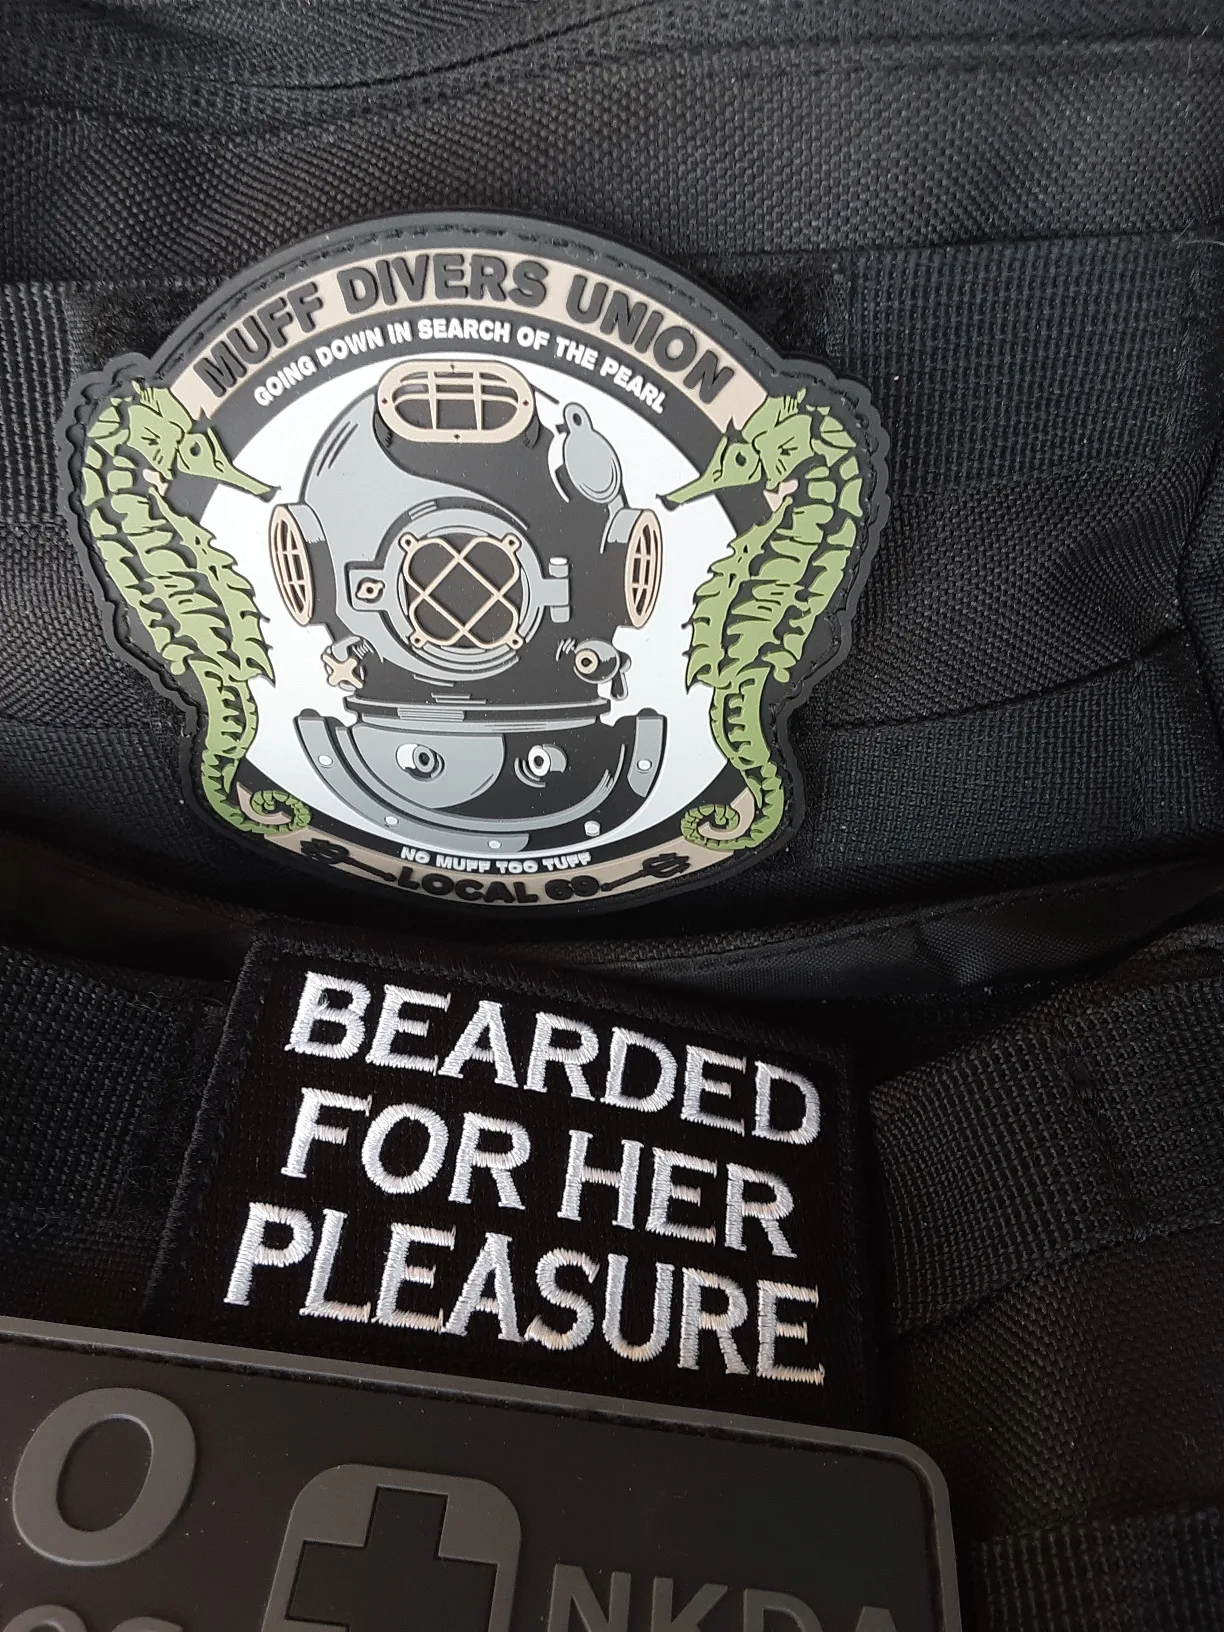 MUFF DIVERS UNION
GOING DOWN IN SEARCH OF THE PEARL
NO MUFF TOO TUFF
LOCAL 69
BEARDED
FOR HER
PLEASURE
O
NKDA